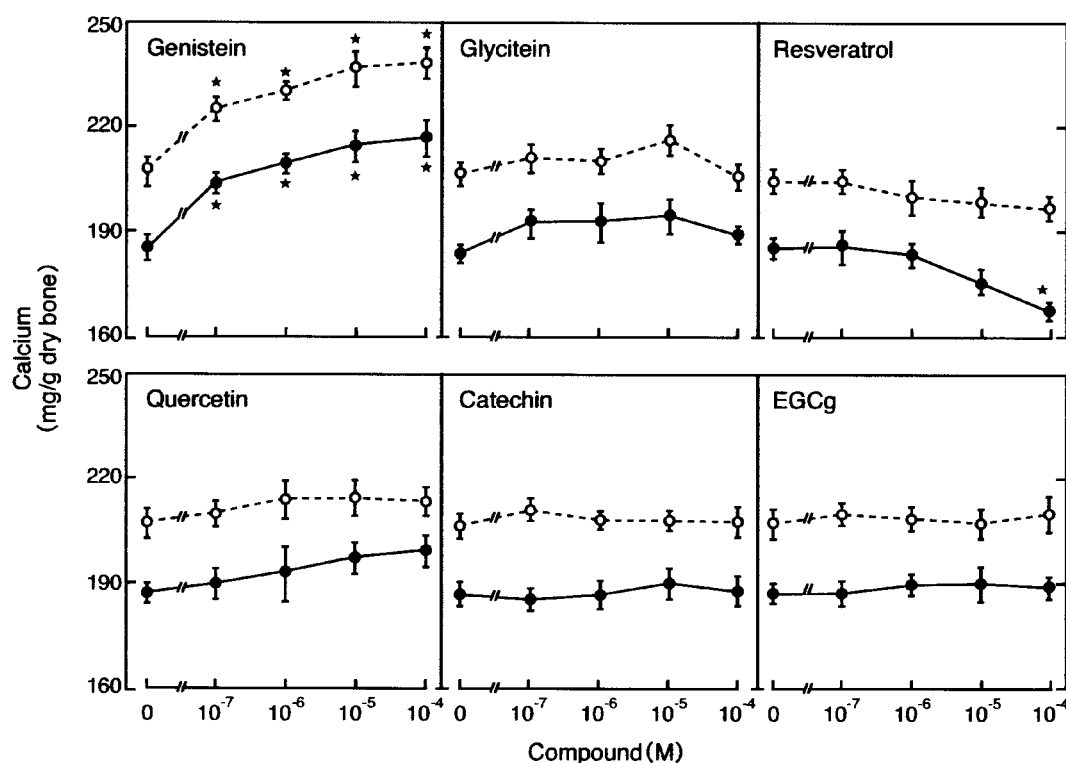 250
220
190
160
Genistein
Glycitein
Resveratrol
★ ★ ★ ★
★ ★ ★ ★
★
250
220
190
160
Quercetin
Catechin
EGCg
Calcium
(mg/g dry bone)
0 10⁻⁷ 10⁻⁶ 10⁻⁵ 10⁻⁴
0 10⁻⁷ 10⁻⁶ 10⁻⁵ 10⁻⁴
0 10⁻⁷ 10⁻⁶ 10⁻⁵ 10⁻⁴
Compound (M)